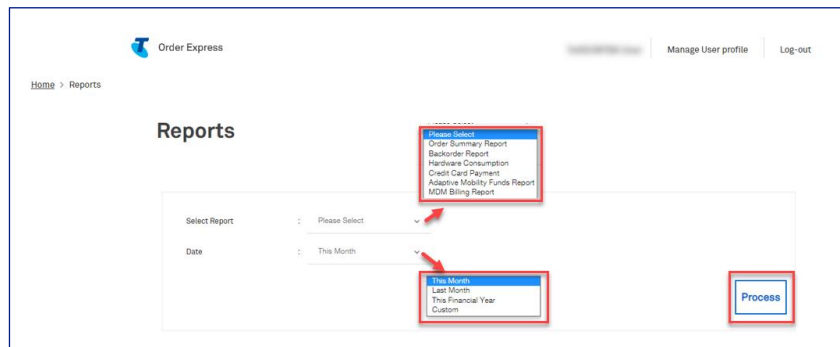 Order Express
Manage User profile
Log-out
Home > Reports
Reports
Please Select
Order Summary Report
Backorder Report
Hardware Consumption
Credit Card Payment
Adaptive Mobility Funds Report
MDM Billing Report
Select Report : Please Select
Date : This Month
This Month
Last Month
This Financial Year
Custom
Process